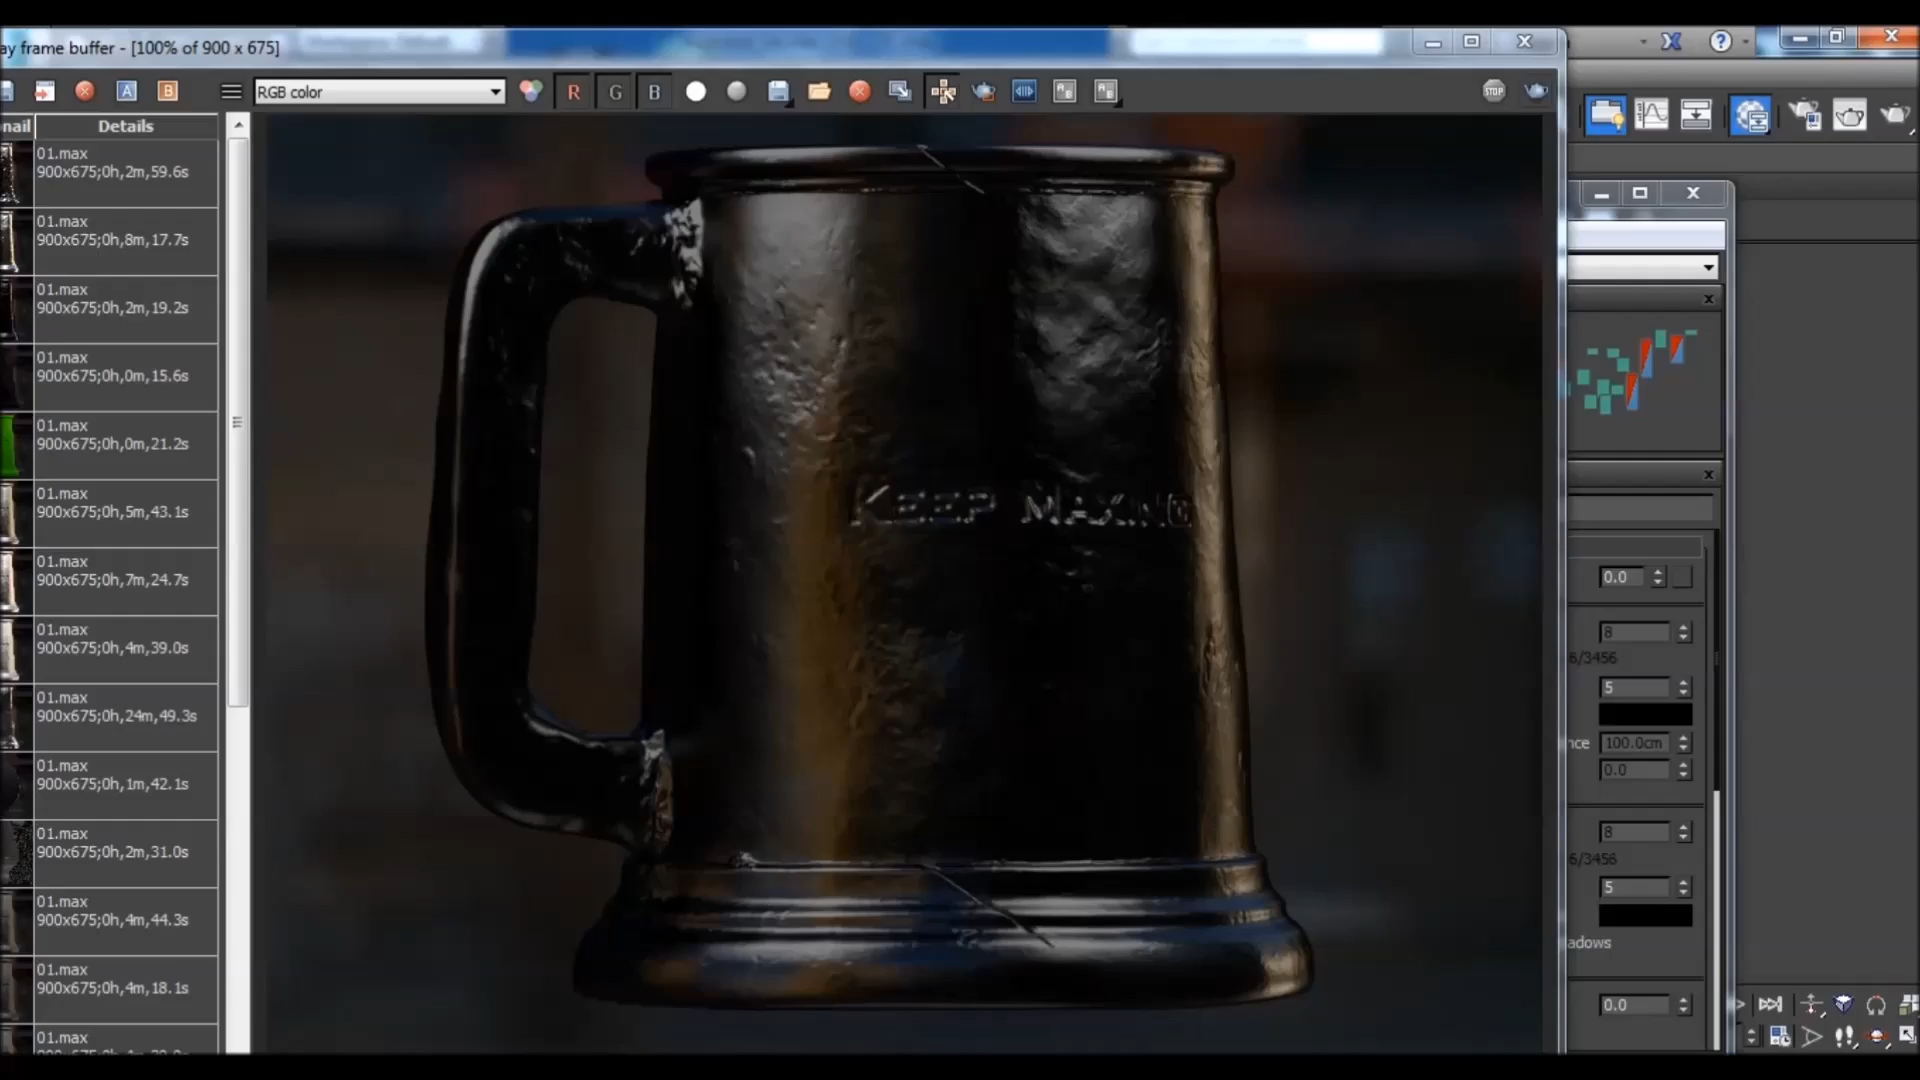 ay frame buffer - [100% of 900 x 675]
A B RGB color R G B STOP
nail Details
01.max
900x675;0h,2m,59.6s
01.max
900x675;0h,8m,17.7s
01.max
900x675;0h,2m,19.2s
01.max
900x675;0h,0m,15.6s
01.max
900x675;0h,0m,21.2s
01.max
900x675;0h,5m,43.1s
01.max
900x675;0h,7m,24.7s
01.max
900x675;0h,4m,39.0s
01.max
900x675;0h,24m,49.3s
01.max
900x675;0h,1m,42.1s
01.max
900x675;0h,2m,31.0s
01.max
900x675;0h,4m,44.3s
01.max
900x675;0h,4m,18.1s
01.max
KEEP MAXING
0.0
8
6/3456
5
nce 100.0cm
0.0
8
6/3456
5
adows
0.0